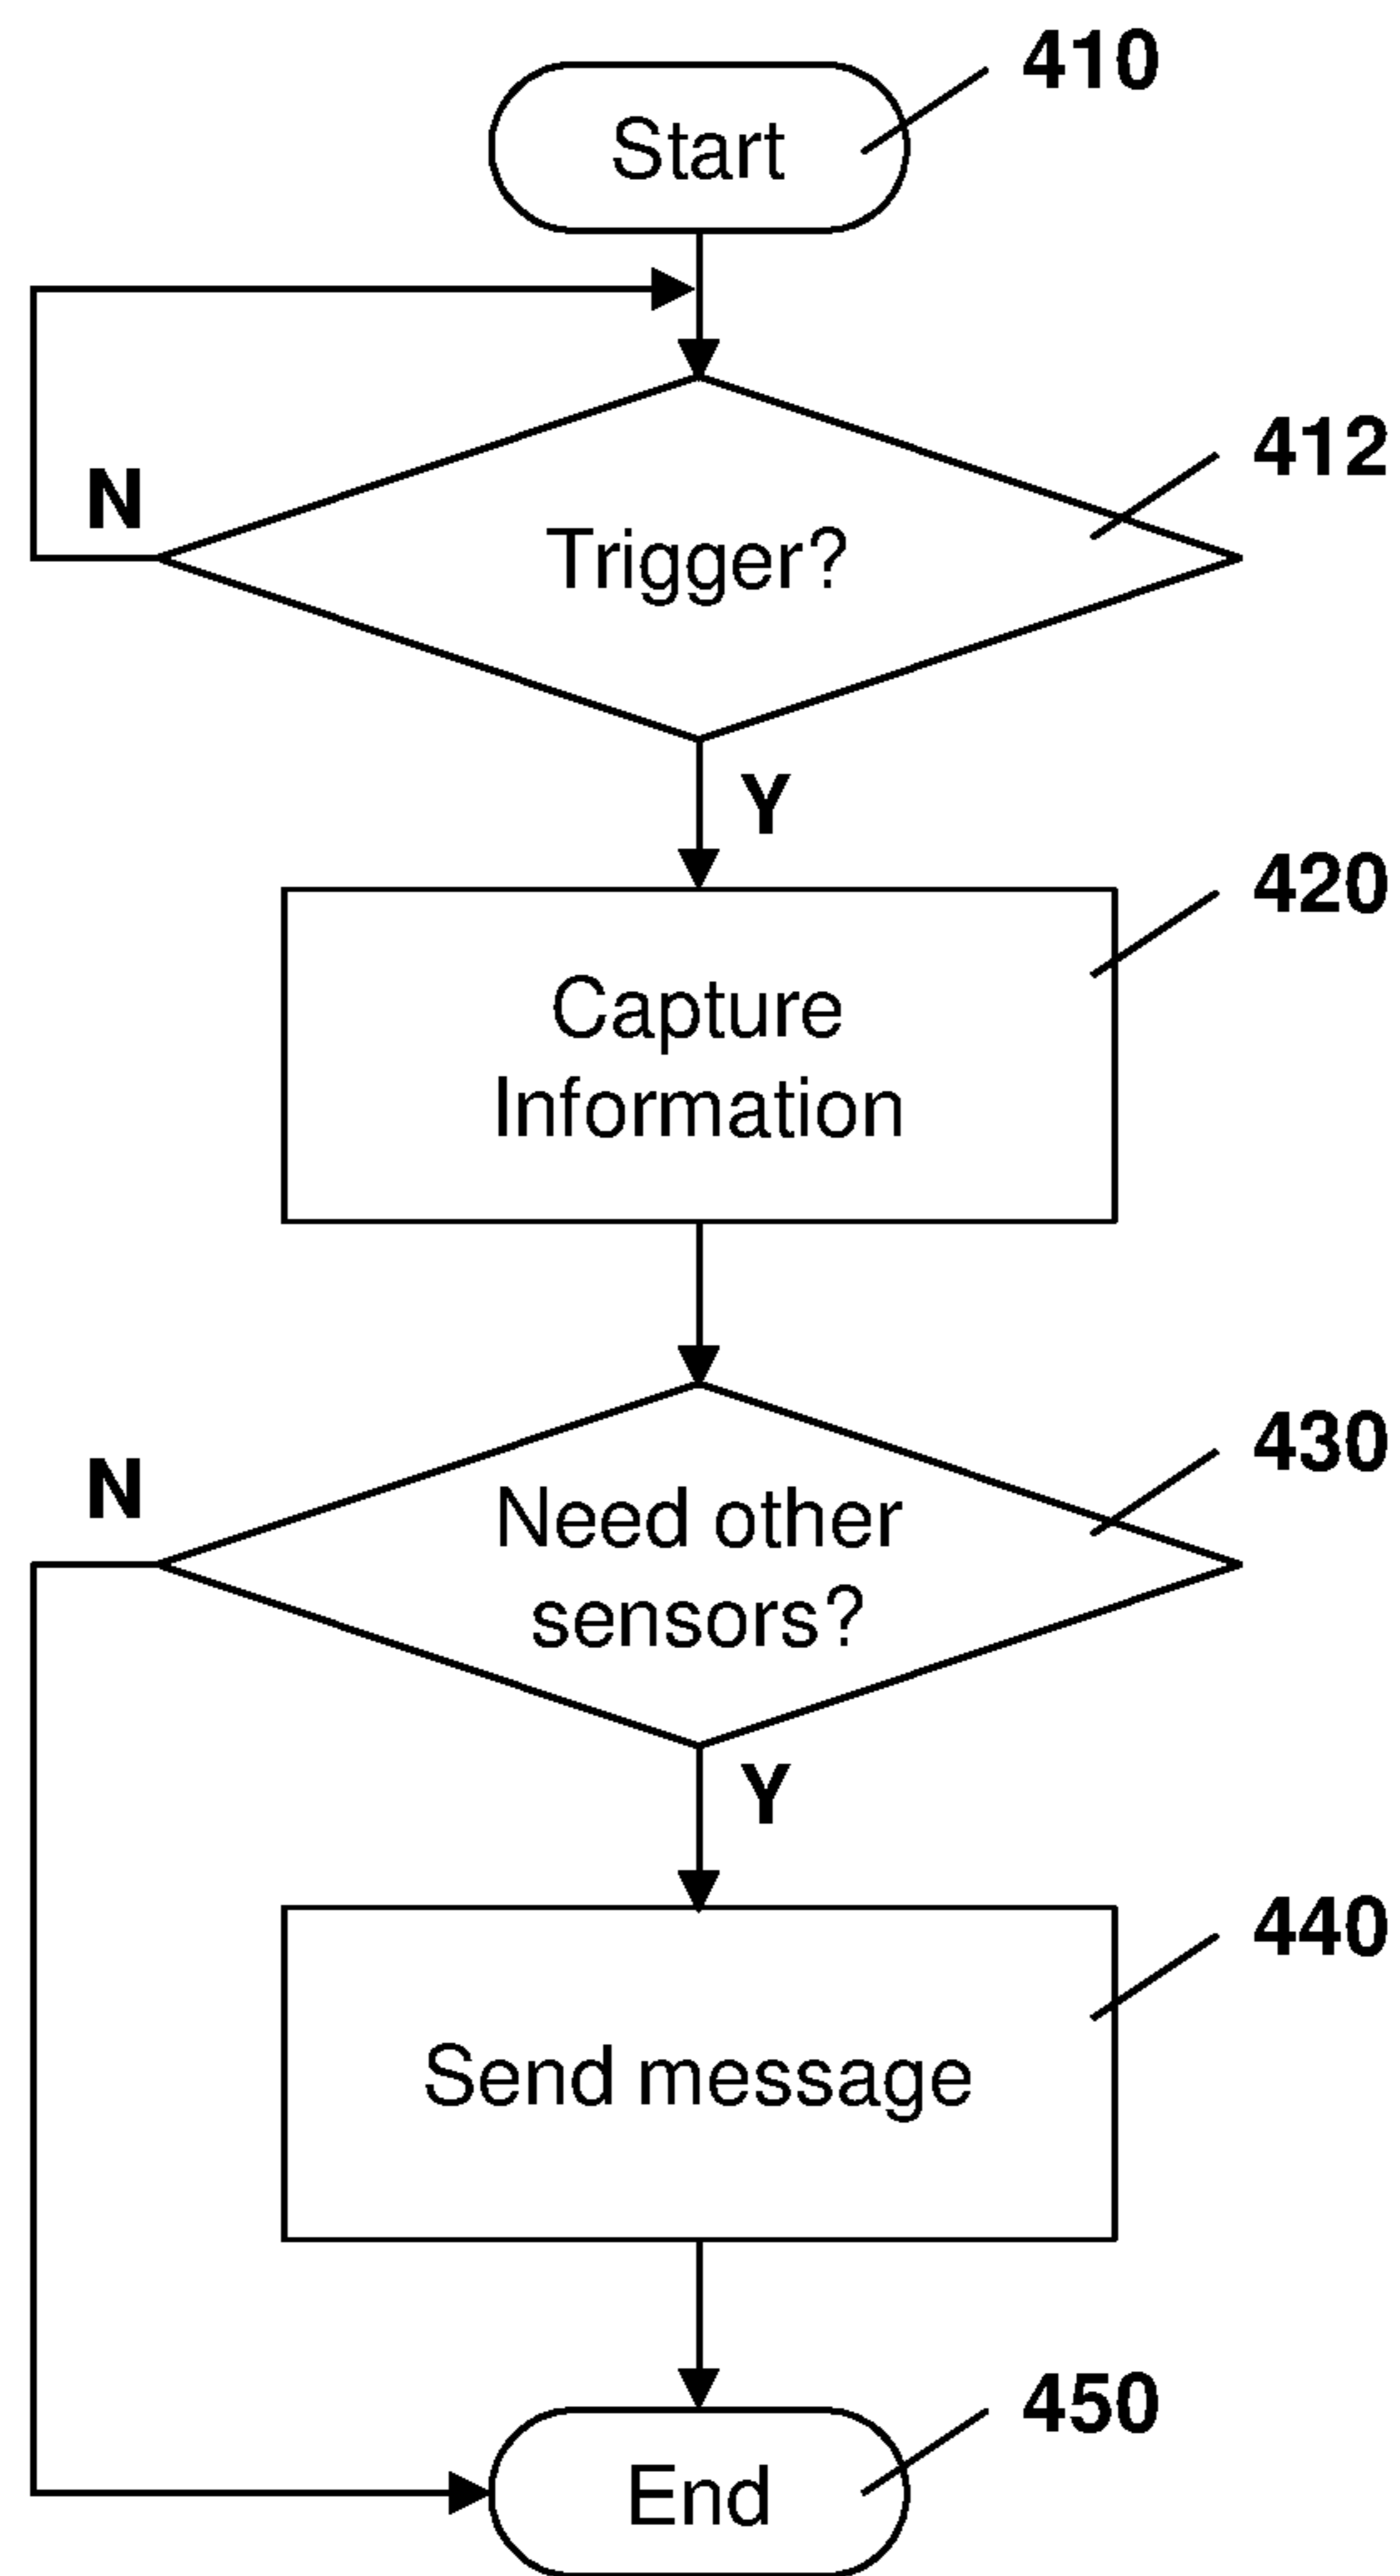 410
Start
412
N
Trigger?
Y
420
Capture
Information
430
N
Need other
sensors?
Y
440
Send message
450
End